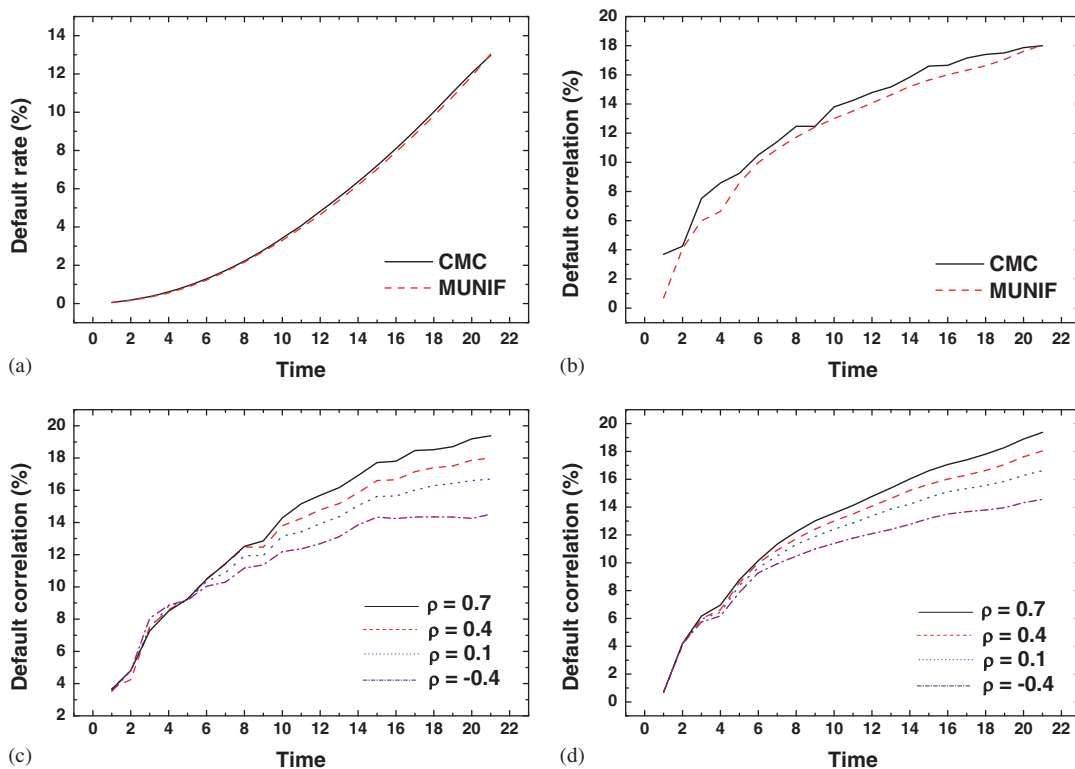 14
12
10
8
6
4
2
0
Default rate (%)
CMC
MUNIF
0 2 4 6 8 10 12 14 16 18 20 22
Time
(a)
20
18
16
14
12
10
8
6
4
2
0
Default correlation (%)
CMC
MUNIF
0 2 4 6 8 10 12 14 16 18 20 22
Time
(b)
20
18
16
14
12
10
8
6
4
2
Default correlation (%)
ρ = 0.7
ρ = 0.4
ρ = 0.1
ρ = -0.4
0 2 4 6 8 10 12 14 16 18 20 22
Time
(c)
20
18
16
14
12
10
8
6
4
2
0
Default correlation (%)
ρ = 0.7
ρ = 0.4
ρ = 0.1
ρ = -0.4
0 2 4 6 8 10 12 14 16 18 20 22
Time
(d)